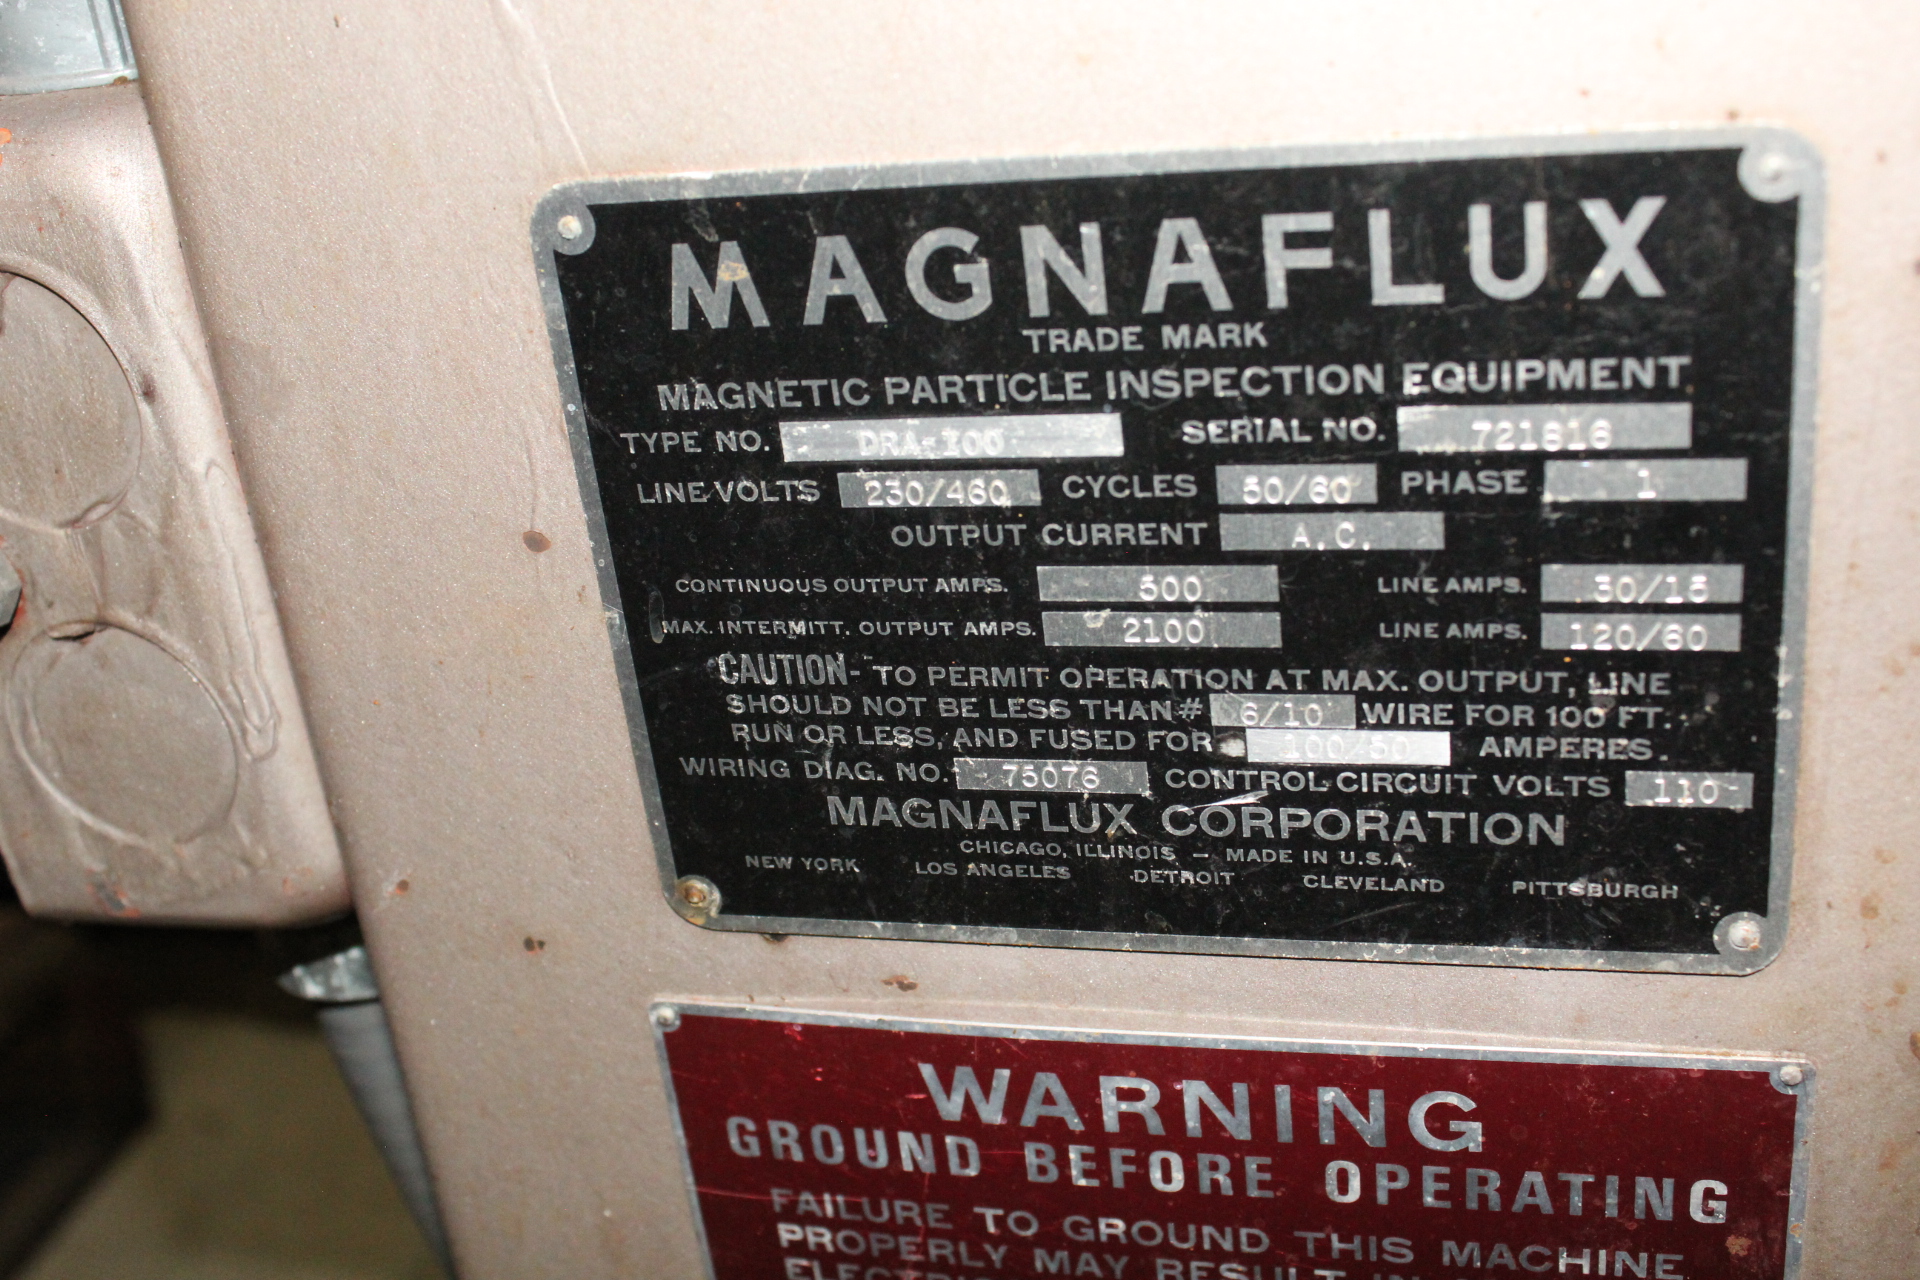 MAGNAFLUX
TRADE MARK
MAGNETIC PARTICLE INSPECTION EQUIPMENT
TYPE NO. DRA-100 SERIAL NO. 721816
LINE VOLTS 230/460 CYCLES 50/60 PHASE 1
OUTPUT CURRENT A.C.
CONTINUOUS OUTPUT AMPS. 500 LINE AMPS. 30/15
MAX. INTERMITT. OUTPUT AMPS. 2100 LINE AMPS. 120/60
CAUTION- TO PERMIT OPERATION AT MAX. OUTPUT, LINE
SHOULD NOT BE LESS THAN # 6/10 WIRE FOR 100 FT.
RUN OR LESS, AND FUSED FOR 100/50 AMPERES.
WIRING DIAG. NO. 75076 CONTROL CIRCUIT VOLTS 110
MAGNAFLUX CORPORATION
CHICAGO, ILLINOIS - MADE IN U.S.A.
NEW YORK LOS ANGELES DETROIT CLEVELAND PITTSBURGH
WARNING
GROUND BEFORE OPERATING
FAILURE TO GROUND THIS MACHINE
PROPERLY MAY RESULT IN